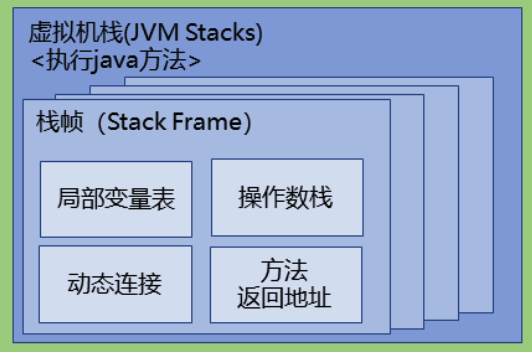 虚拟机栈(JVM Stacks)
<执行java方法>
栈帧（Stack Frame）
局部变量表
操作数栈
动态连接
方法
返回地址